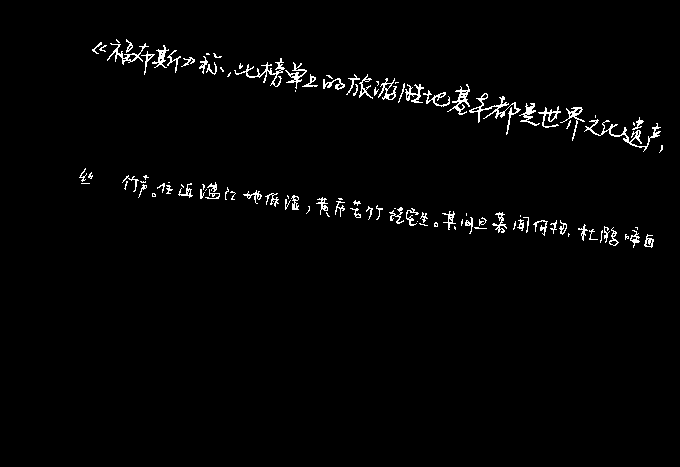 《福布斯》称,此榜单上的旅游胜地基本都是世界文化遗产,
丝 竹声。住近湓江地低湿,黄芦苦竹绕宅生。其间旦暮闻何物,杜鹃啼血